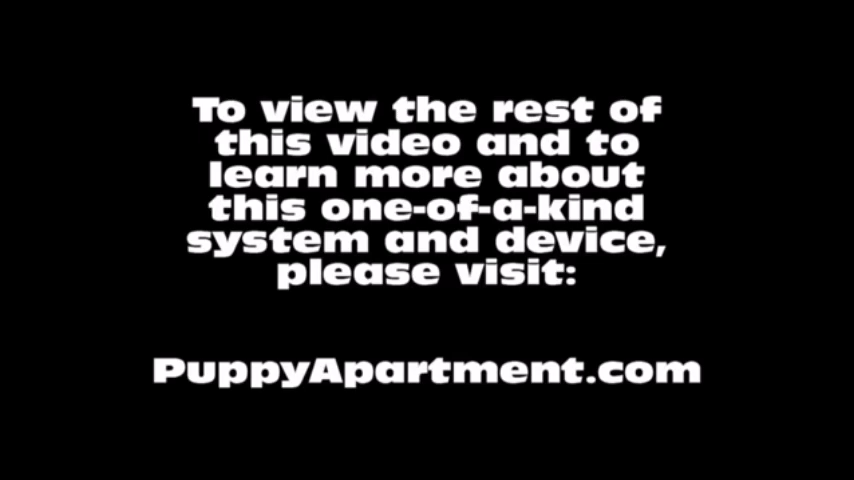 To view the rest of
this video and to
learn more about
this one-of-a-kind
system and device,
please visit:
PuppyApartment.com